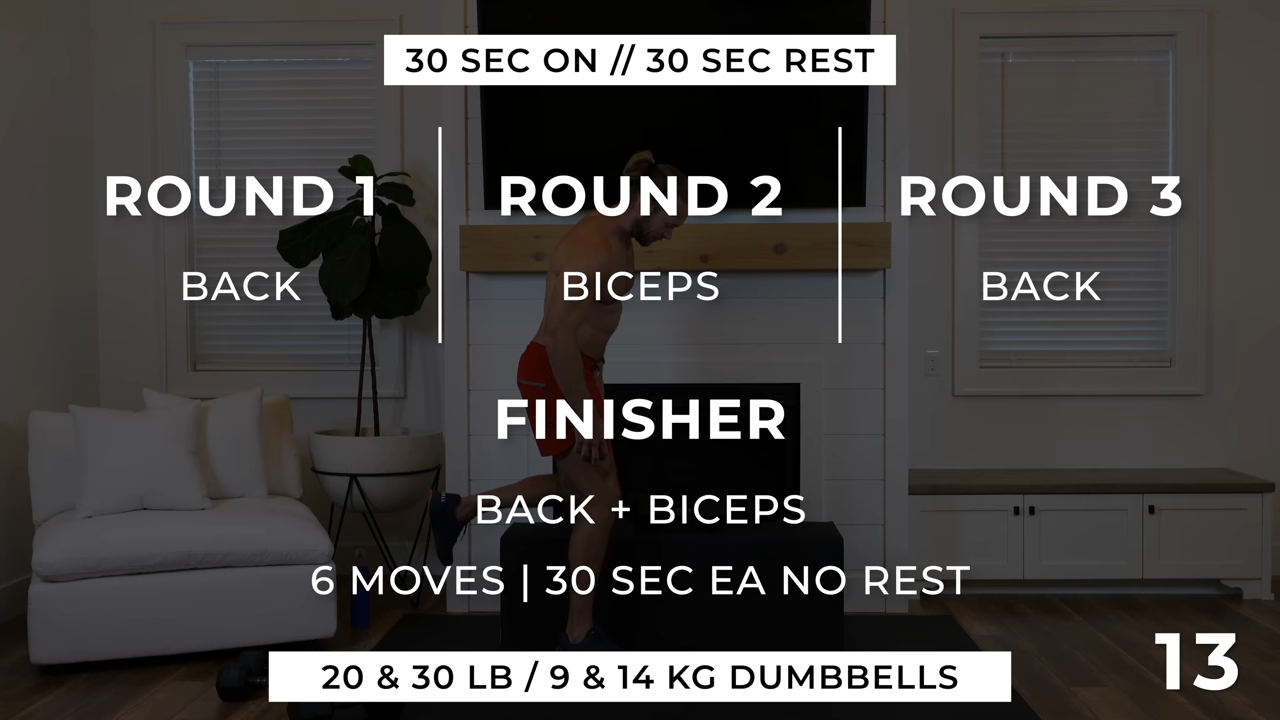 30 SEC ON // 30 SEC REST
ROUND 1
BACK
ROUND 2
BICEPS
ROUND 3
BACK
FINISHER
BACK + BICEPS
6 MOVES | 30 SEC EA NO REST
20 & 30 LB / 9 & 14 KG DUMBBELLS
13